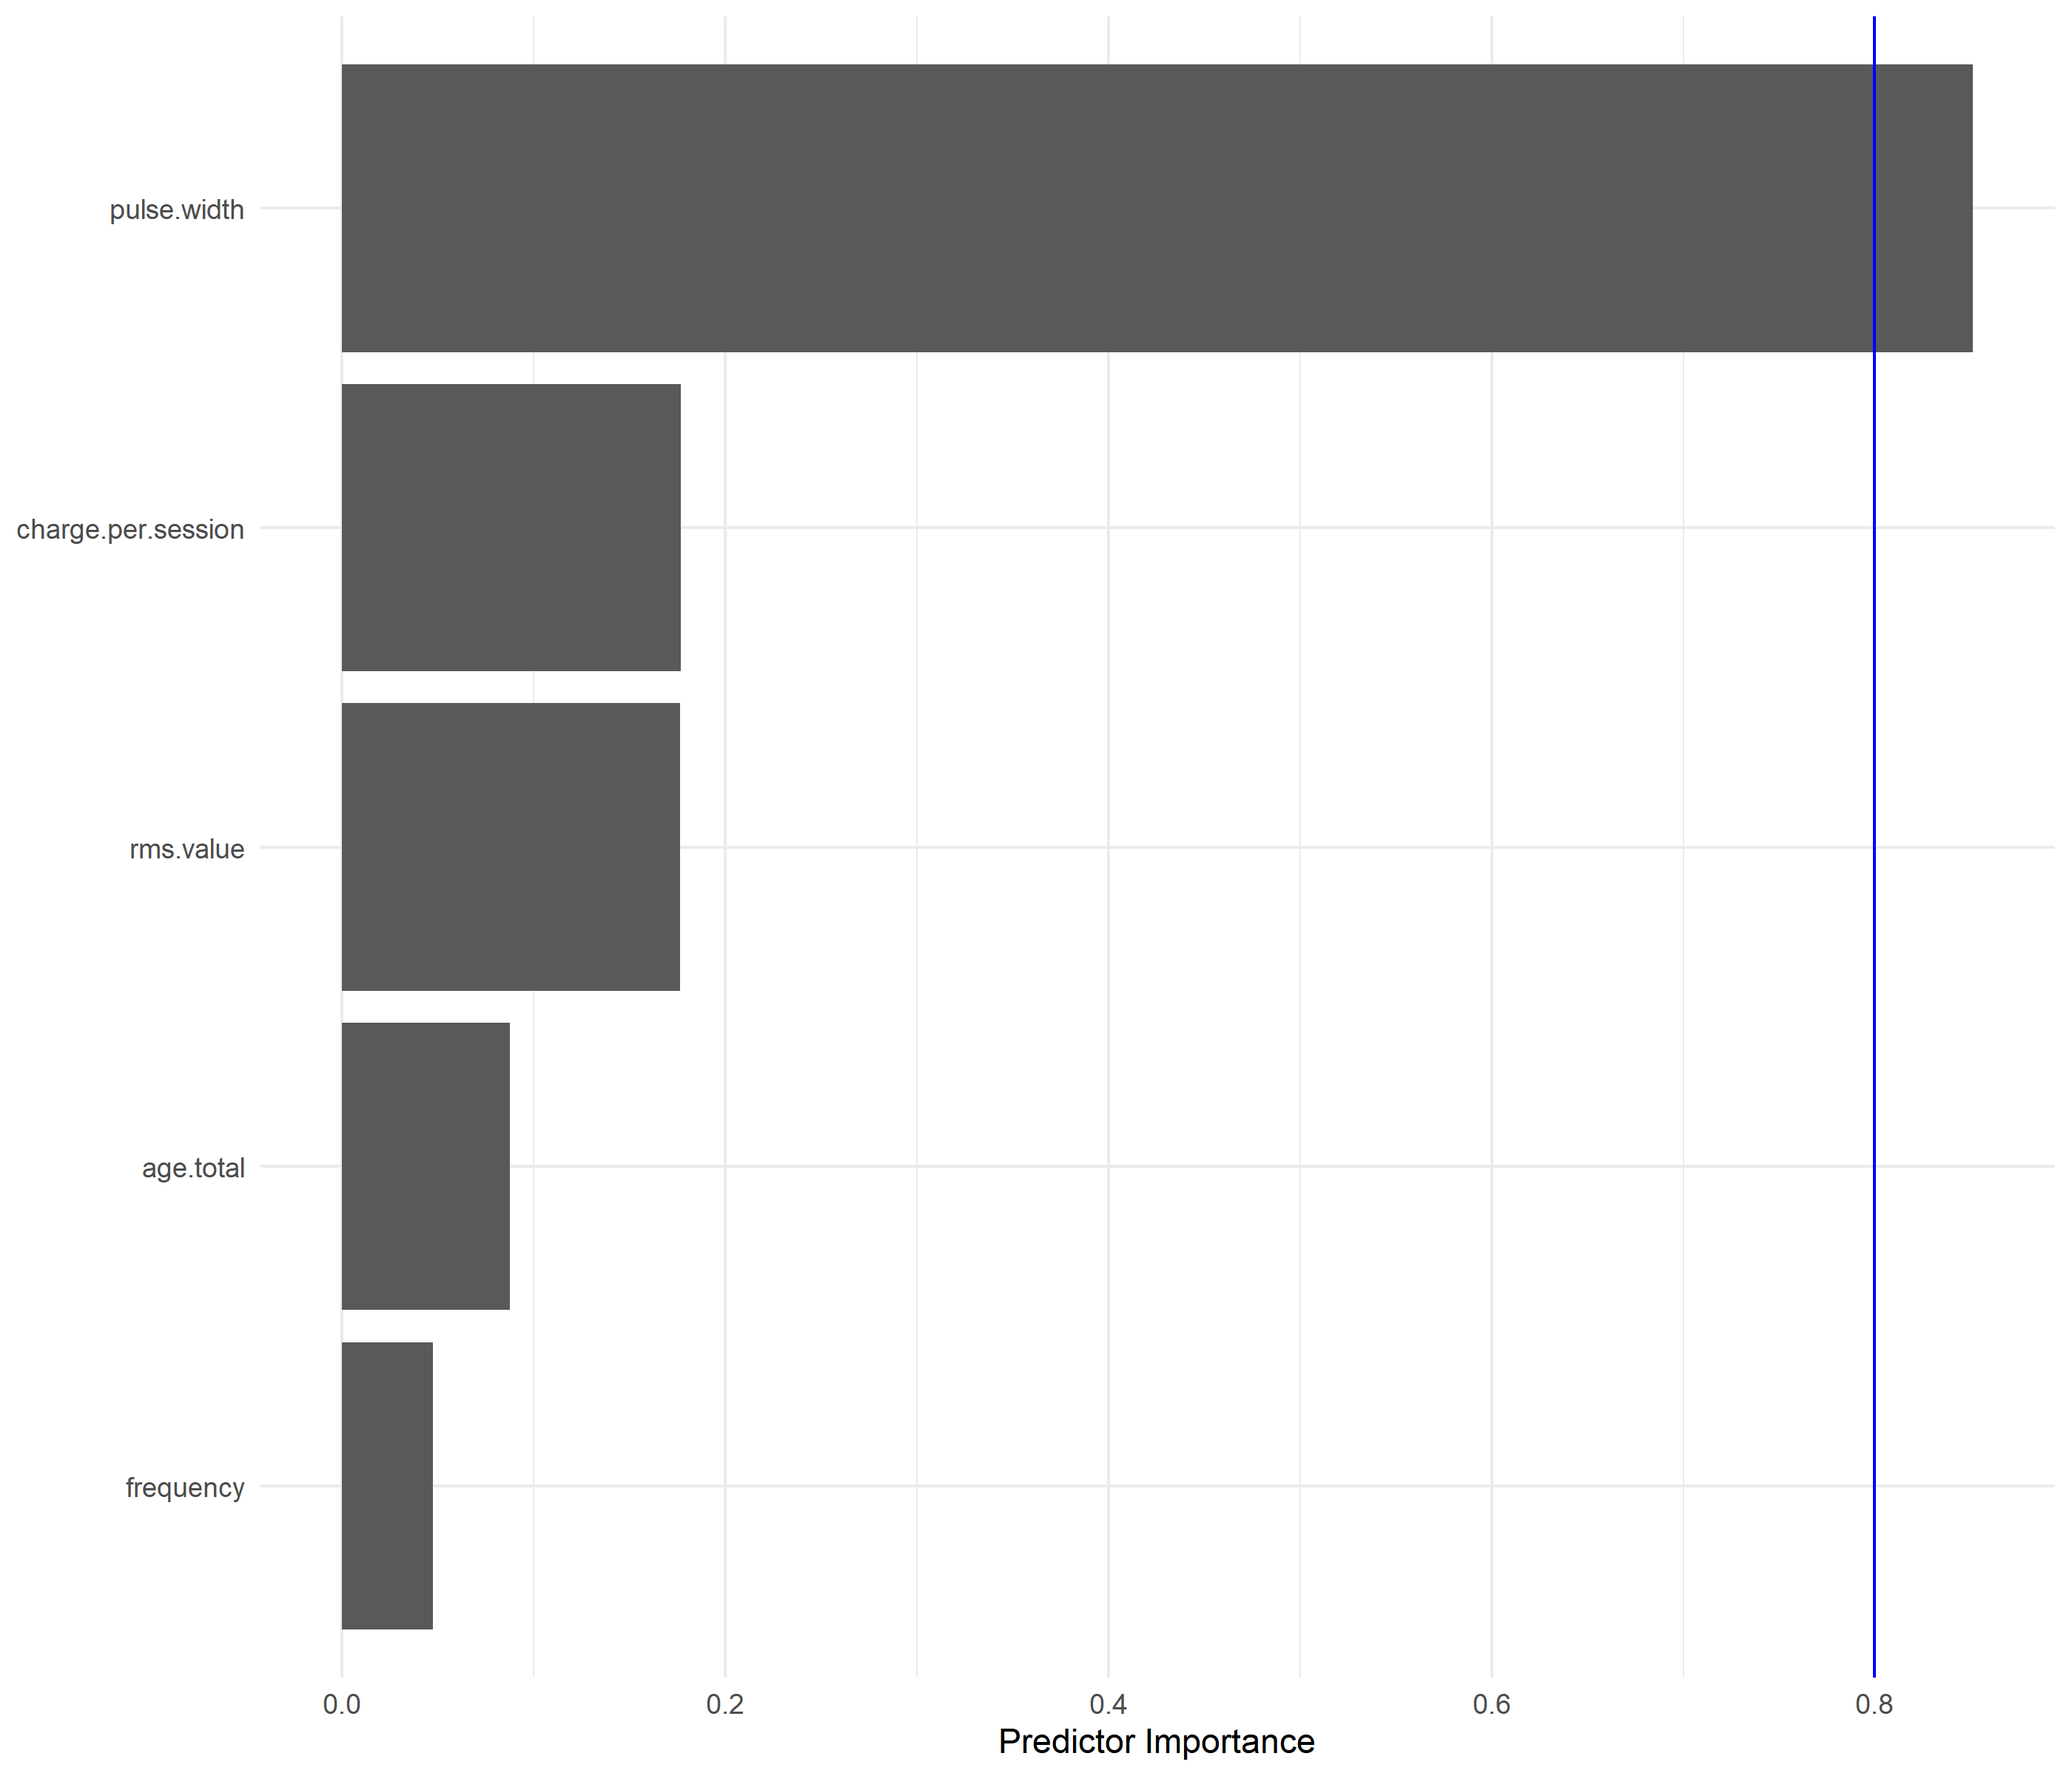 pulse.width
charge.per.session
rms.value
age.total
frequency
0.0 0.2 0.4 0.6 0.8
Predictor Importance